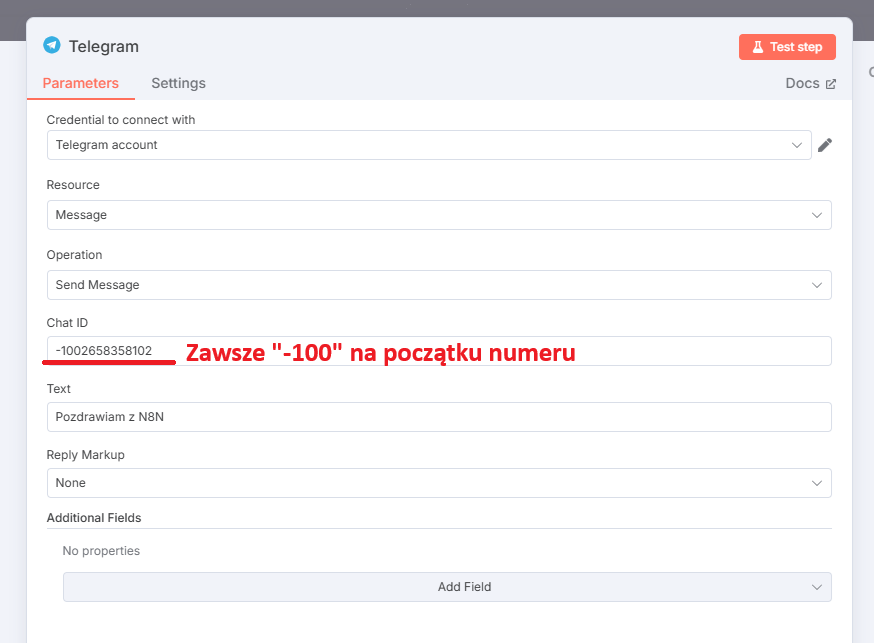 Telegram
Test step
Parameters
Settings
Docs
Credential to connect with
Telegram account
Resource
Message
Operation
Send Message
Chat ID
-1002658358102
Zawsze "-100" na początku numeru
Text
Pozdrawiam z N8N
Reply Markup
None
Additional Fields
No properties
Add Field